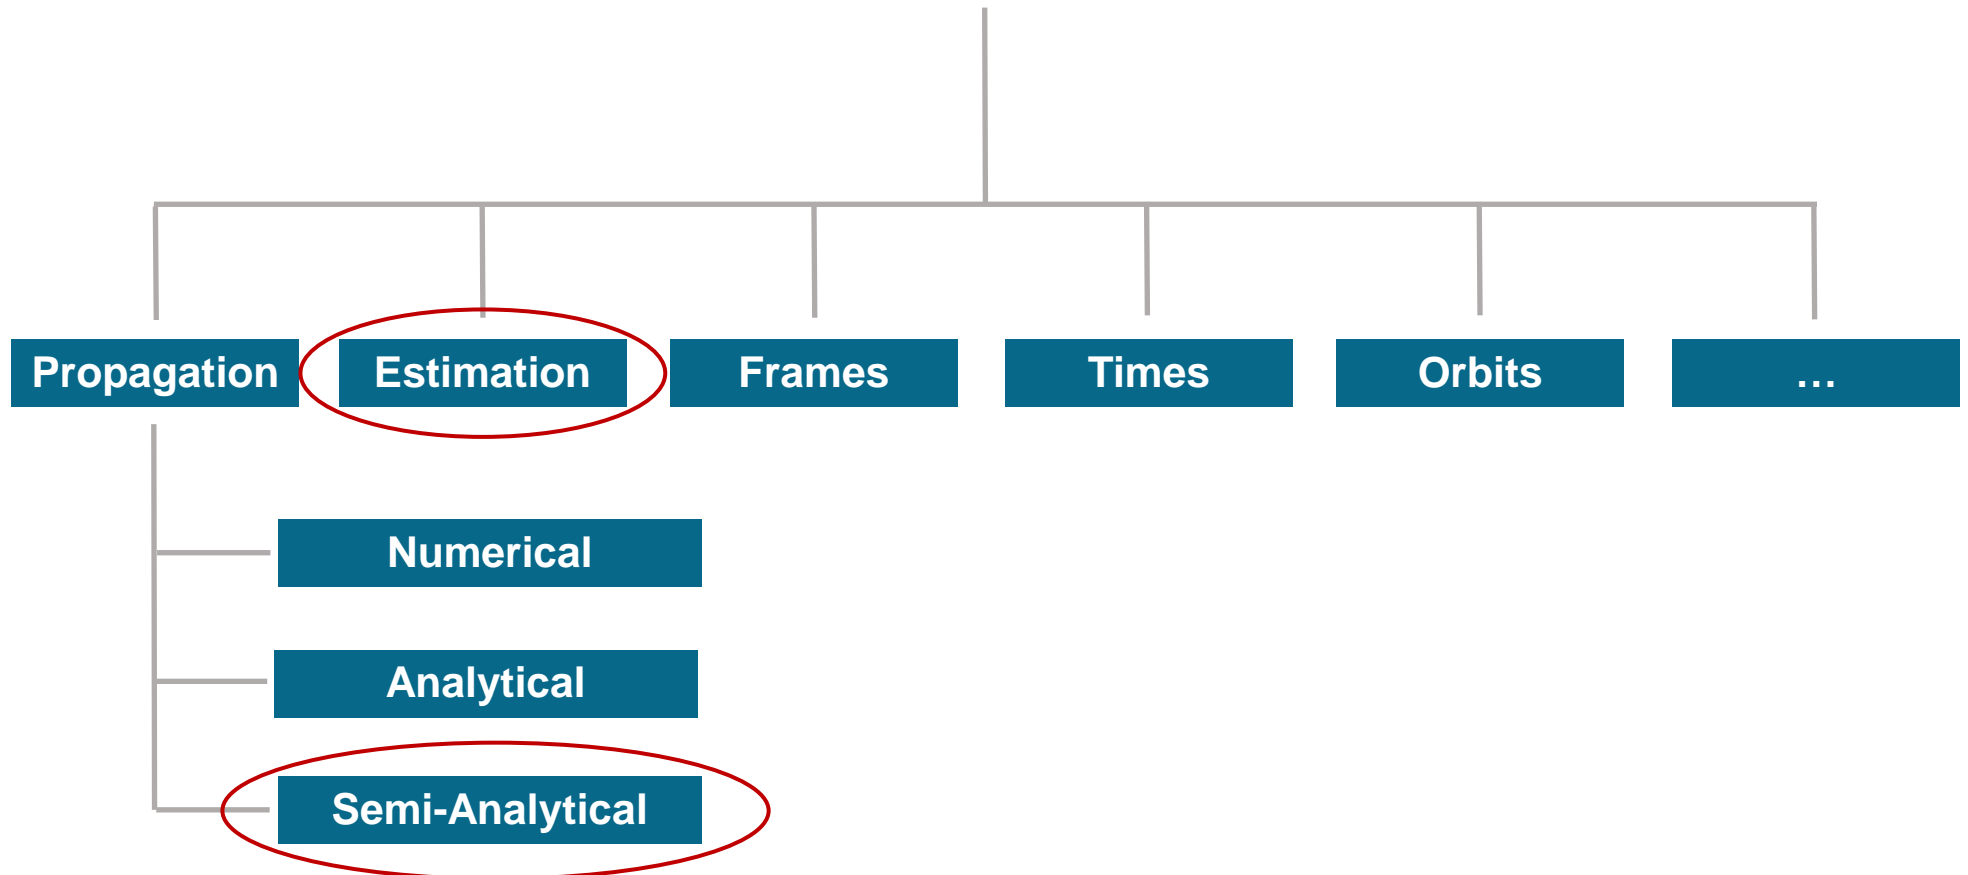 Propagation
Estimation
Frames
Times
Orbits
…
Numerical
Analytical
Semi-Analytical